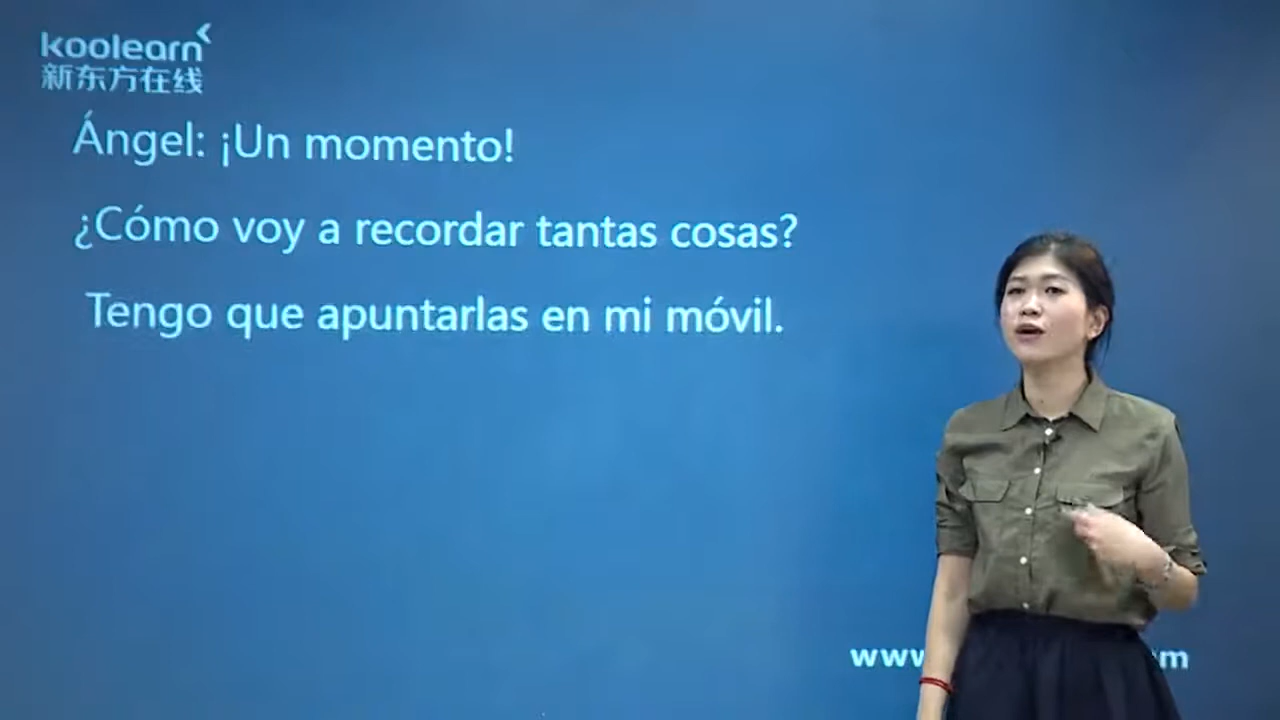 koolearn
新东方在线
Ángel: ¡Un momento!
¿Cómo voy a recordar tantas cosas?
Tengo que apuntarlas en mi móvil.